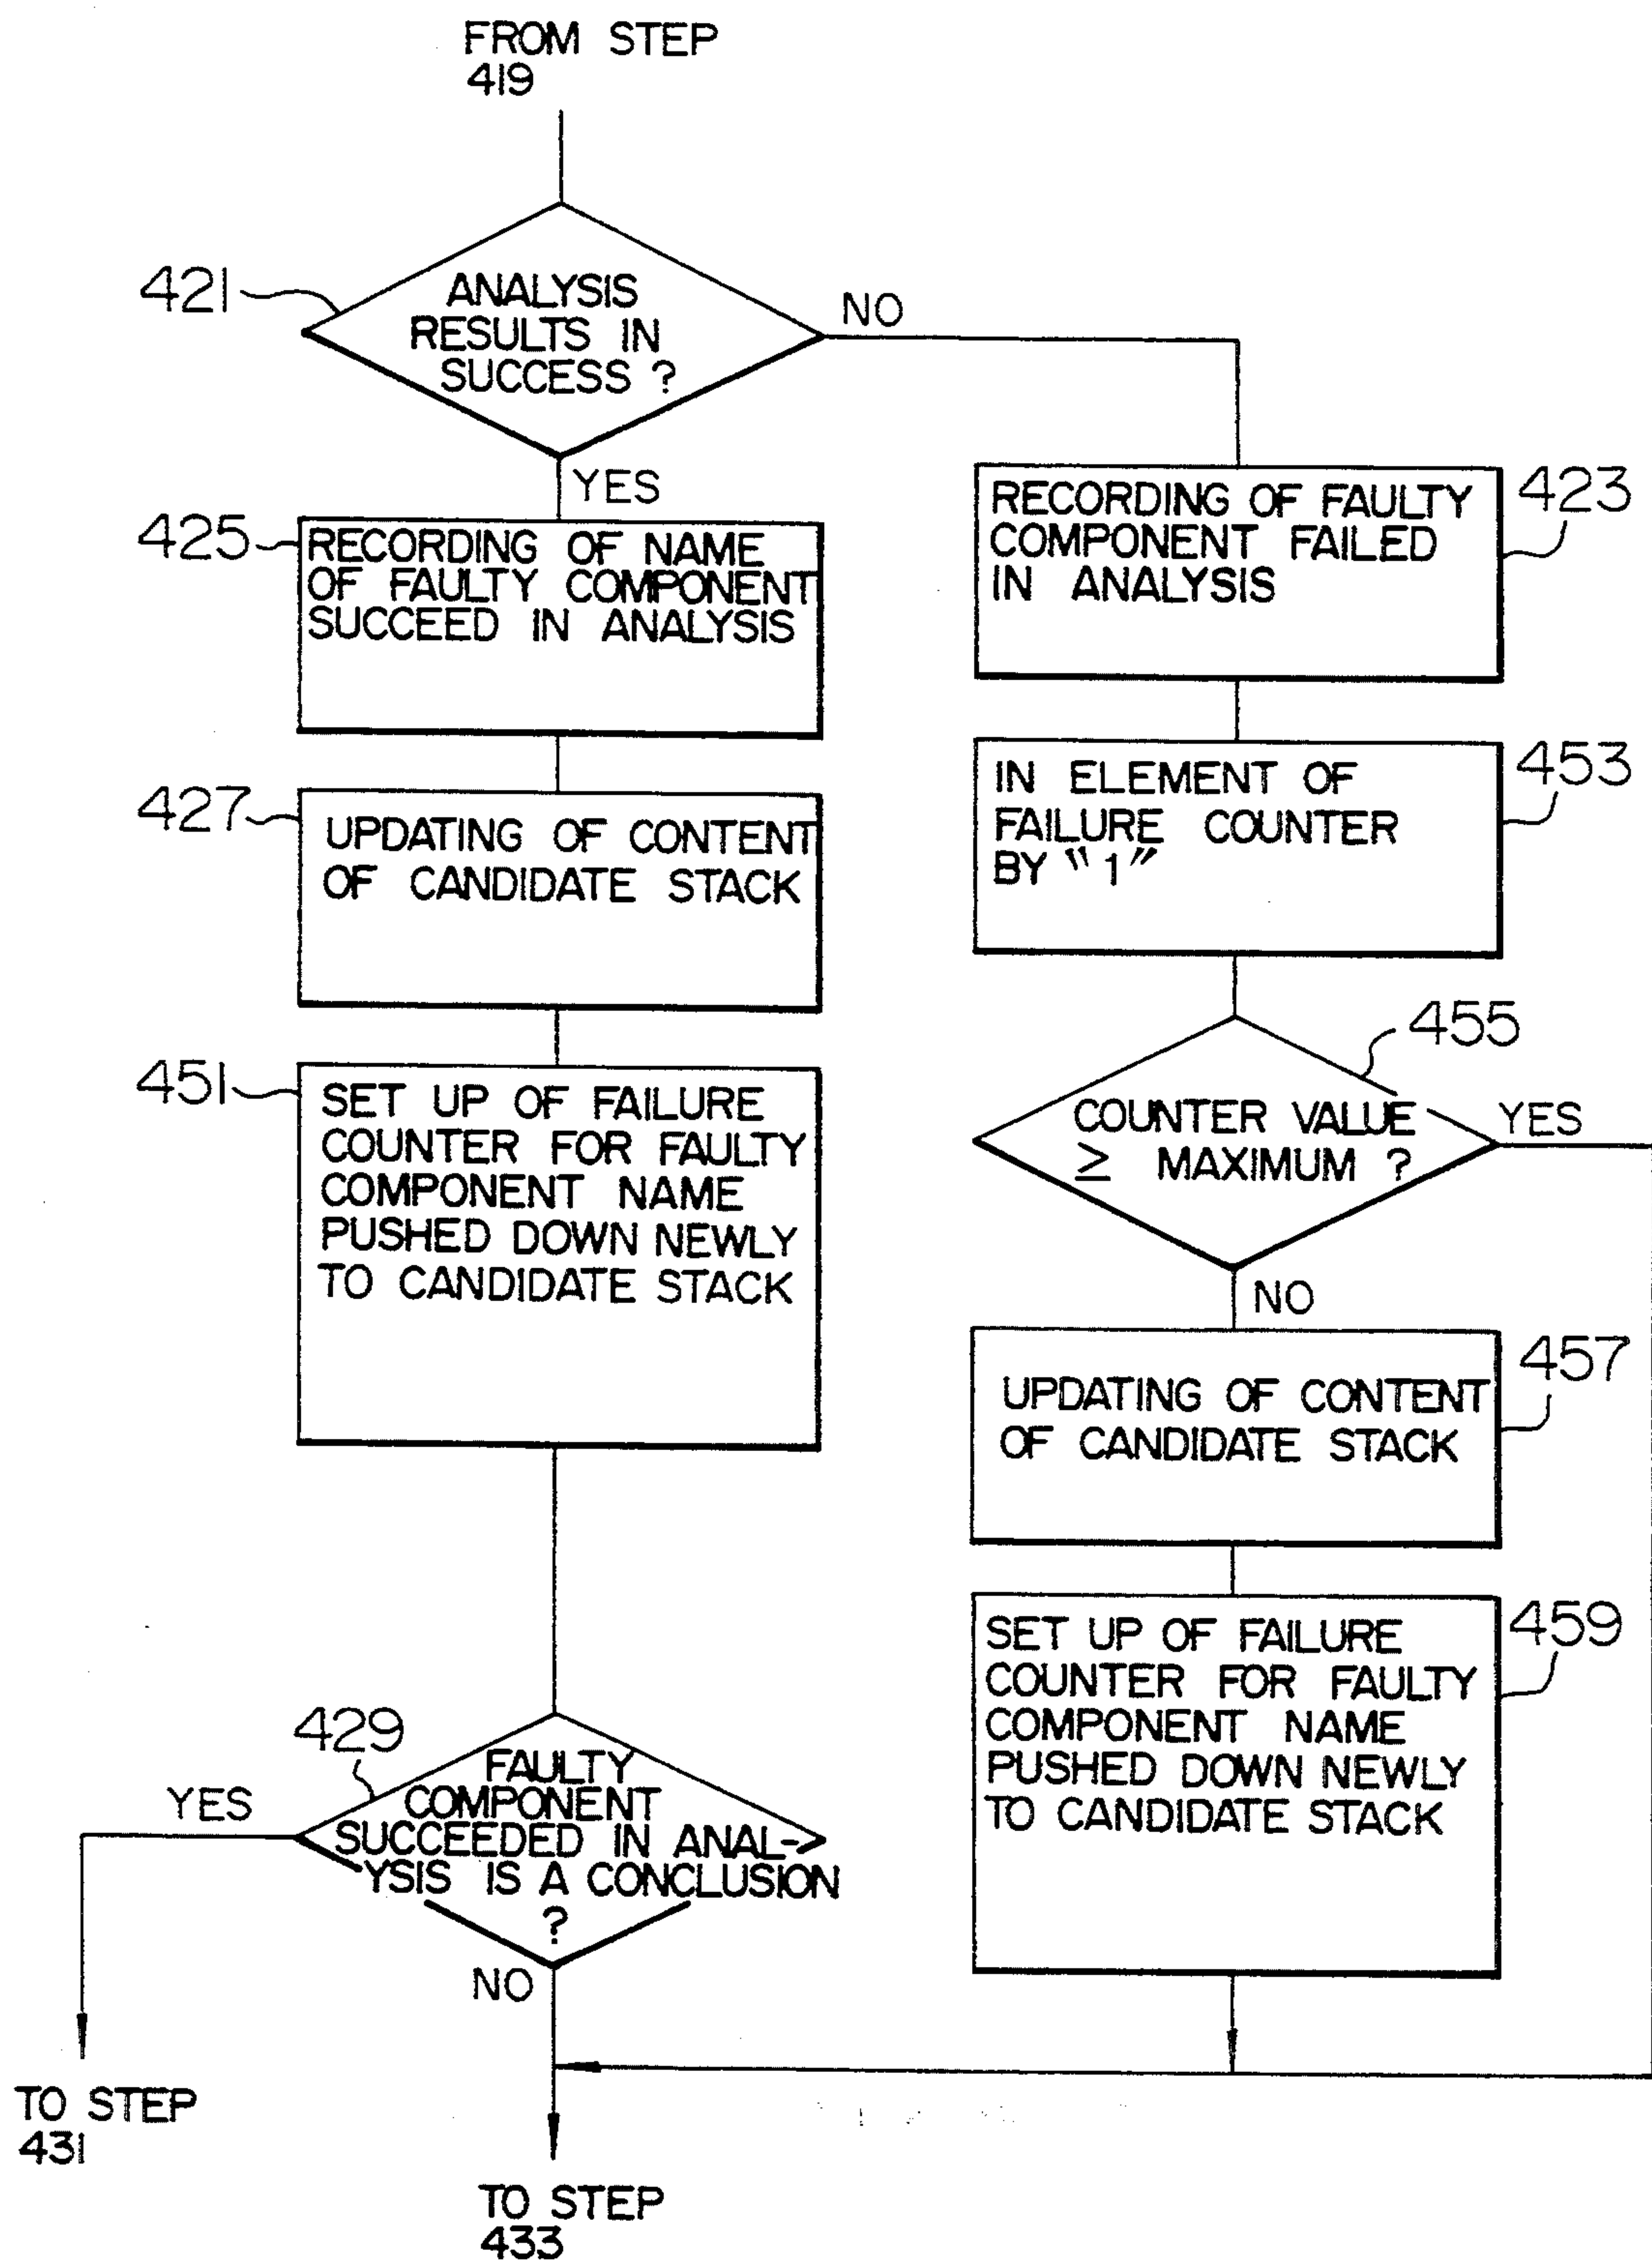 FROM STEP
419
421
ANALYSIS
RESULTS IN
SUCCESS ?
NO
YES
425
RECORDING OF NAME
OF FAULTY COMPONENT
SUCCEED IN ANALYSIS
423
RECORDING OF FAULTY
COMPONENT FAILED
IN ANALYSIS
427
UPDATING OF CONTENT
OF CANDIDATE STACK
453
IN ELEMENT OF
FAILURE COUNTER
BY "1"
451
SET UP OF FAILURE
COUNTER FOR FAULTY
COMPONENT NAME
PUSHED DOWN NEWLY
TO CANDIDATE STACK
455
COUNTER VALUE
≥ MAXIMUM ?
YES
NO
457
UPDATING OF CONTENT
OF CANDIDATE STACK
459
SET UP OF FAILURE
COUNTER FOR FAULTY
COMPONENT NAME
PUSHED DOWN NEWLY
TO CANDIDATE STACK
429
FAULTY
COMPONENT
SUCCEEDED IN ANAL-
YSIS IS A CONCLUSION
?
YES
NO
TO STEP
431
TO STEP
433